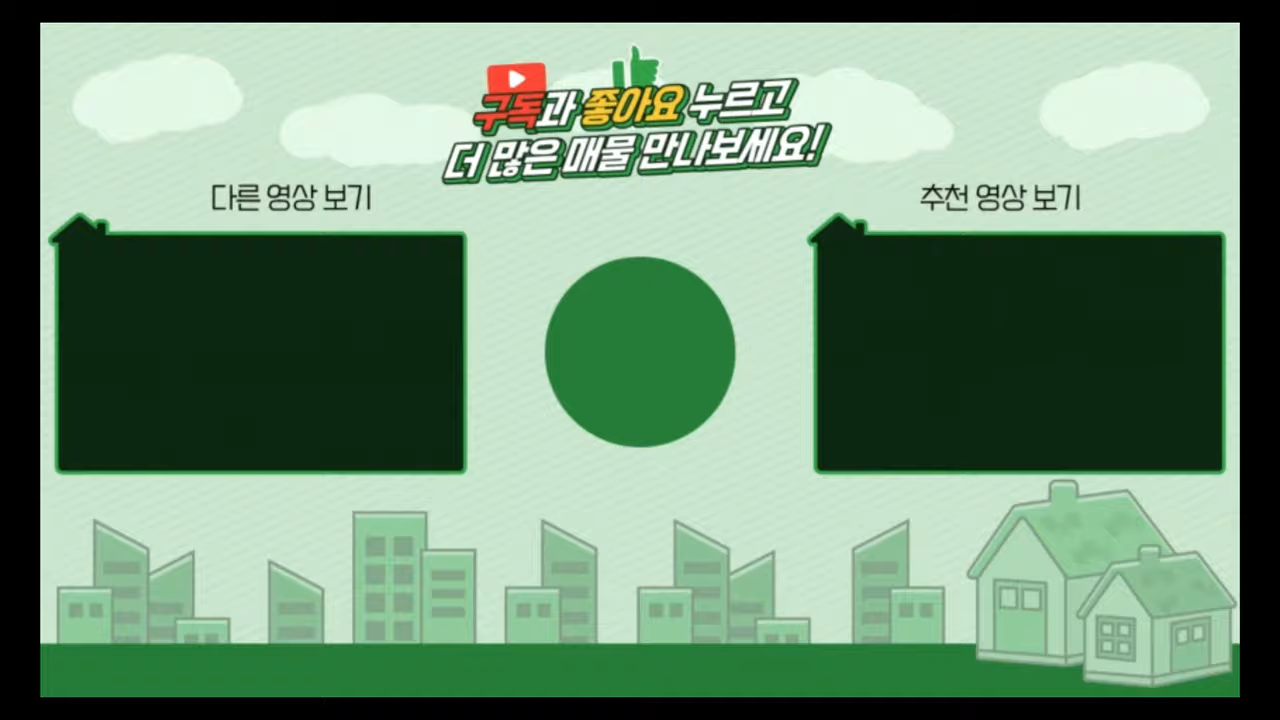 구독과 좋아요 누르고
더 많은 매물 만나보세요!
다른 영상 보기
추천 영상 보기